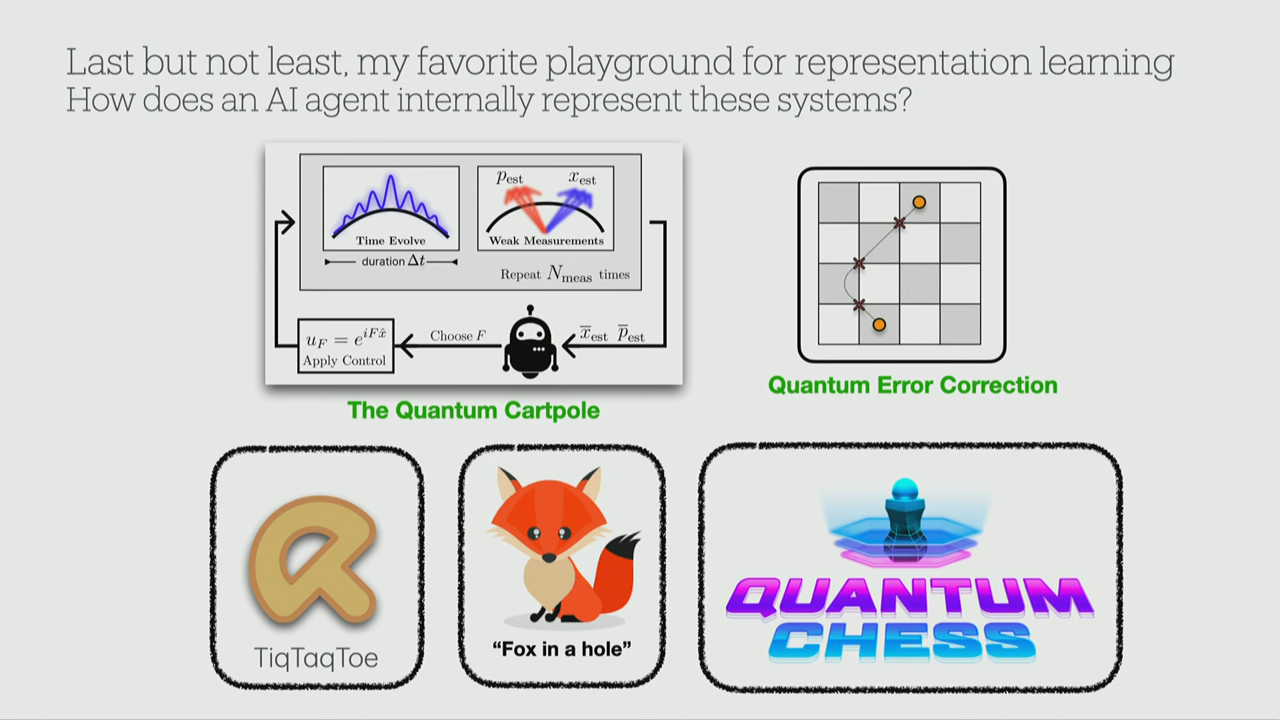 Last but not least, my favorite playground for representation learning
How does an AI agent internally represent these systems?
p_est x_est
Time Evolve
Weak Measurements
duration Δt
Repeat N_meas times
u_F = e^{iFx̂}
Apply Control
Choose F
x̅_est p̅_est
The Quantum Cartpole
Quantum Error Correction
TiqTaqToe
“Fox in a hole”
QUANTUM
CHESS